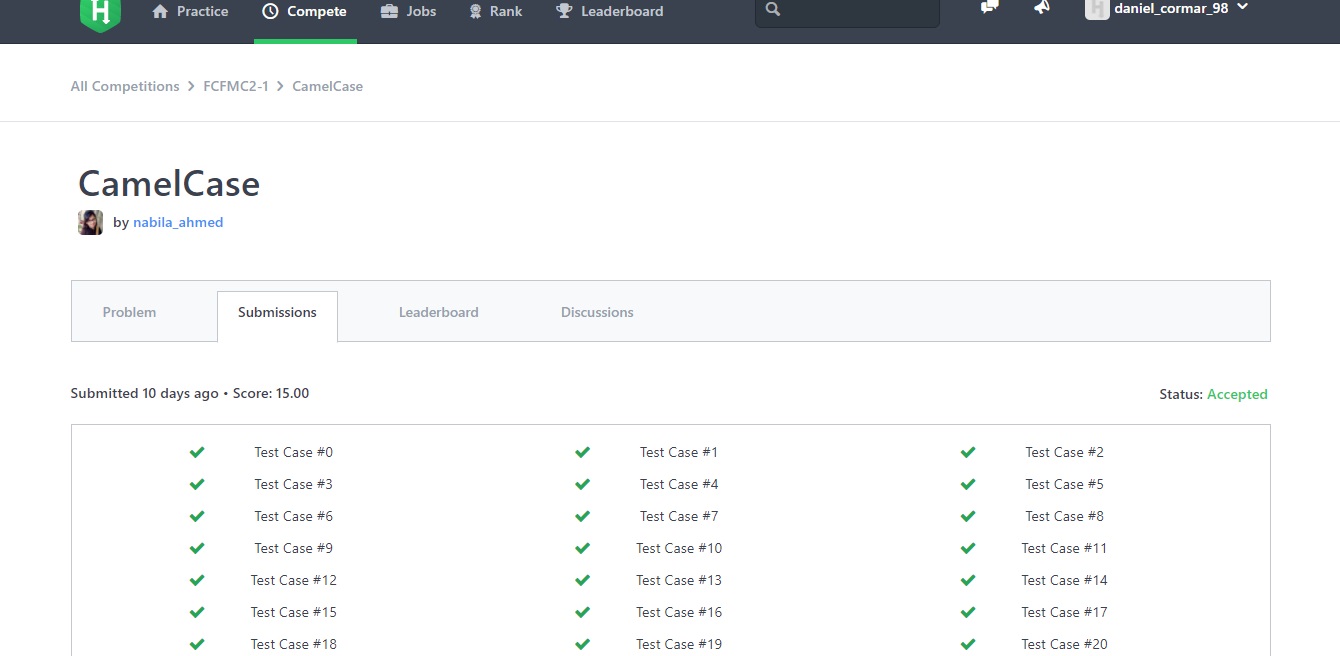 H Practice Compete Jobs Rank Leaderboard H daniel_cormar_98
All Competitions > FCFMC2-1 > CamelCase
CamelCase
by nabila_ahmed
Problem Submissions Leaderboard Discussions
Submitted 10 days ago • Score: 15.00 Status: Accepted
Test Case #0 Test Case #1 Test Case #2
Test Case #3 Test Case #4 Test Case #5
Test Case #6 Test Case #7 Test Case #8
Test Case #9 Test Case #10 Test Case #11
Test Case #12 Test Case #13 Test Case #14
Test Case #15 Test Case #16 Test Case #17
Test Case #18 Test Case #19 Test Case #20